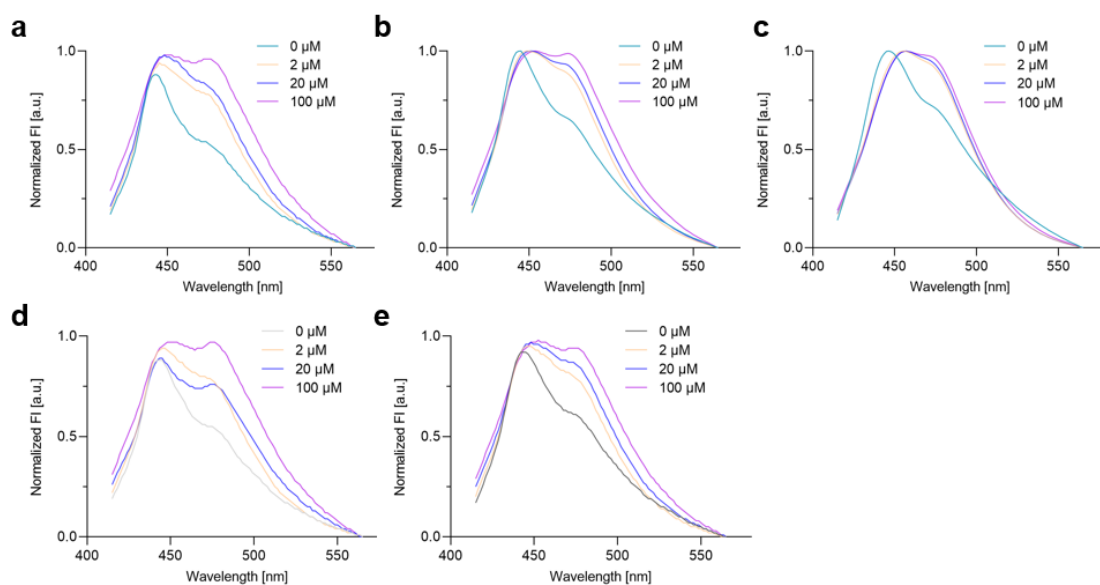 a
1.0
0.5
0.0
Normalized FI [a.u.]
400 450 500 550
Wavelength [nm]
0 µM
2 µM
20 µM
100 µM
b
1.0
0.5
0.0
Normalized FI [a.u.]
400 450 500 550
Wavelength [nm]
0 µM
2 µM
20 µM
100 µM
c
1.0
0.5
0.0
Normalized FI [a.u.]
400 450 500 550
Wavelength [nm]
0 µM
2 µM
20 µM
100 µM
d
1.0
0.5
0.0
Normalized FI [a.u.]
400 450 500 550
Wavelength [nm]
0 µM
2 µM
20 µM
100 µM
e
1.0
0.5
0.0
Normalized FI [a.u.]
400 450 500 550
Wavelength [nm]
0 µM
2 µM
20 µM
100 µM